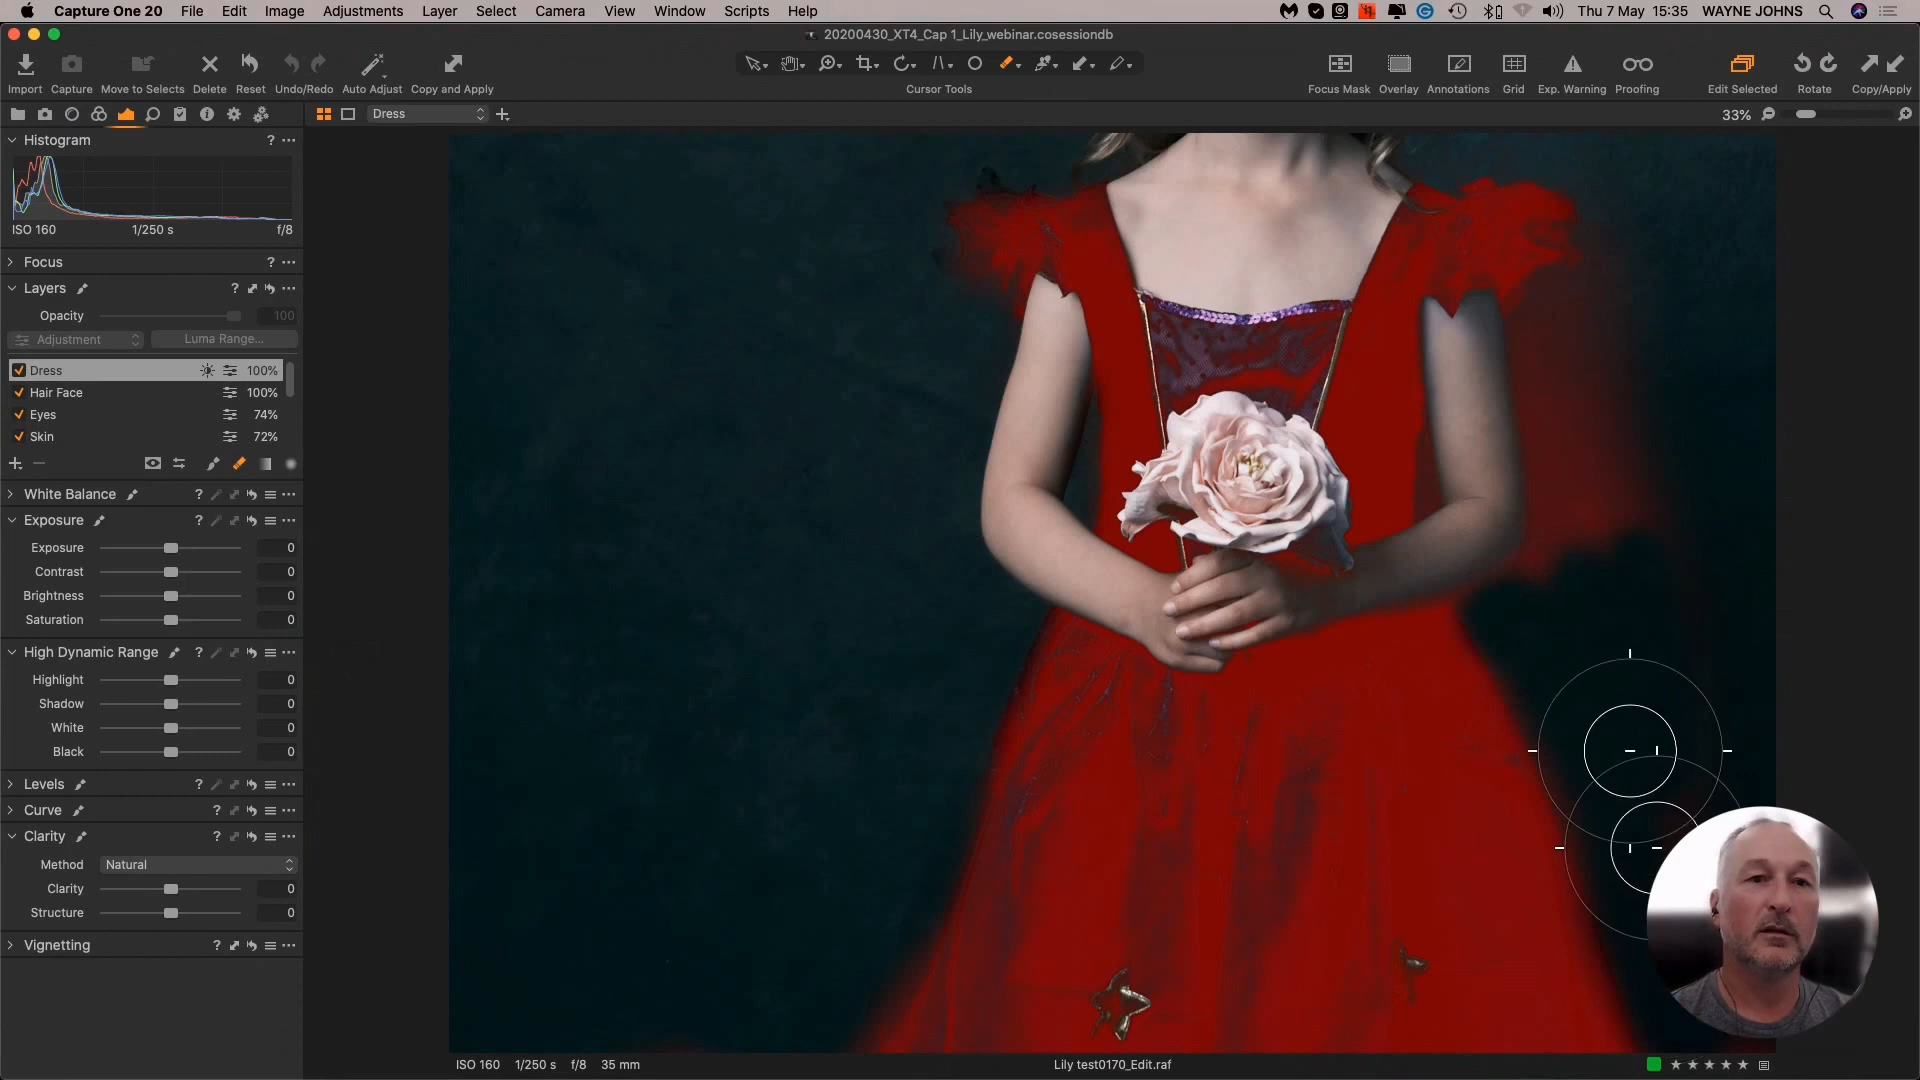 Capture One 20 File Edit Image Adjustments Layer Select Camera View Window Scripts Help Thu 7 May 15:35 WAYNE JOHNS
20200430_XT4_Cap 1_Lily_webinar.cosessiondb
Import Capture Move to Selects Delete Reset Undo/Redo Auto Adjust Copy and Apply Cursor Tools Focus Mask Overlay Annotations Grid Exp. Warning Proofing Edit Selected Rotate Copy/Apply
Dress 33%
Histogram ?
ISO 160 1/250 s f/8
Focus ?
Layers ?
Opacity 100
Adjustment Luma Range...
Dress 100%
Hair Face 100%
Eyes 74%
Skin 72%
White Balance ?
Exposure ?
Exposure 0
Contrast 0
Brightness 0
Saturation 0
High Dynamic Range ?
Highlight 0
Shadow 0
White 0
Black 0
Levels ?
Curve ?
Clarity ?
Method Natural
Clarity 0
Structure 0
Vignetting ?
ISO 160 1/250 s f/8 35 mm Lily test0170_Edit.raf